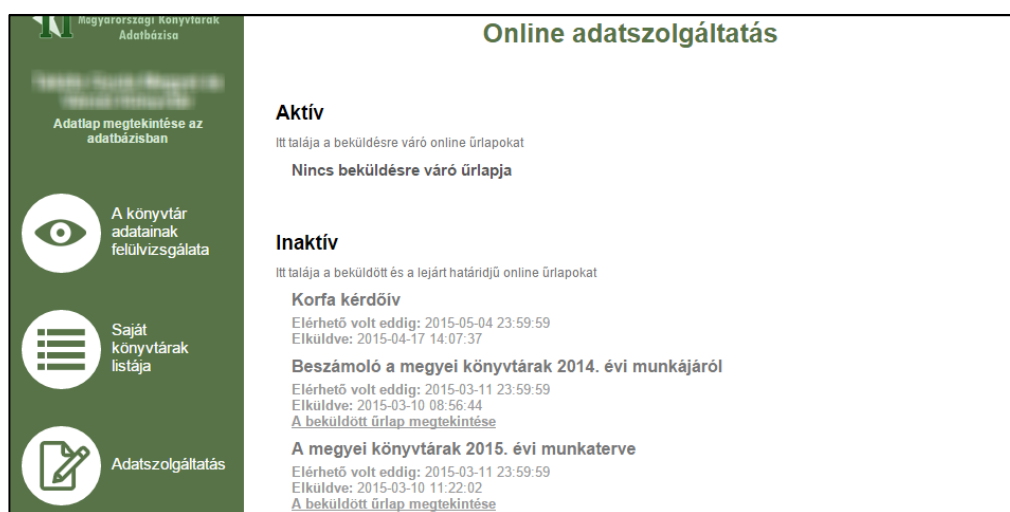 Magyarországi Könyvtárak
Adatbázisa
Adatlap megtekintése az
adatbázisban
A könyvtár
adatainak
felülvizsgálata
Saját
könyvtárak
listája
Adatszolgáltatás
Online adatszolgáltatás
Aktív
Itt talája a beküldésre váró online űrlapokat
Nincs beküldésre váró űrlapja
Inaktív
Itt talája a beküldött és a lejárt határidjű online űrlapokat
Korfa kérdőív
Elérhető volt eddig: 2015-05-04 23:59:59
Elküldve: 2015-04-17 14:07:37
Beszámoló a megyei könyvtárak 2014. évi munkájáról
Elérhető volt eddig: 2015-03-11 23:59:59
Elküldve: 2015-03-10 08:56:44
A beküldött űrlap megtekintése
A megyei könyvtárak 2015. évi munkaterve
Elérhető volt eddig: 2015-03-11 23:59:59
Elküldve: 2015-03-10 11:22:02
A beküldött űrlap megtekintése